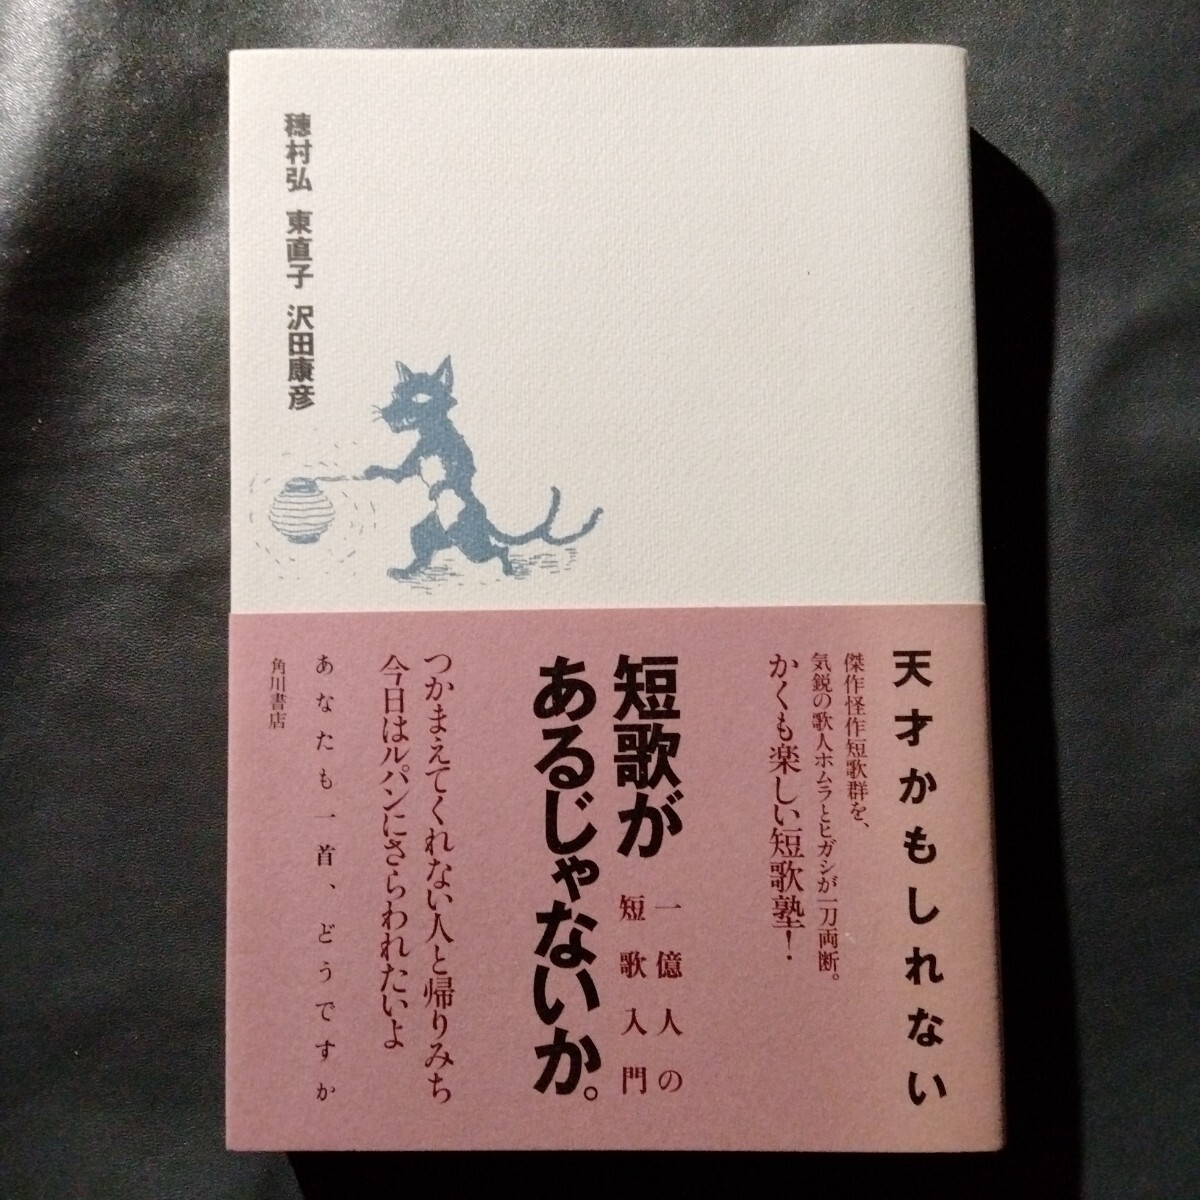 穂村弘 東直子 沢田康彦
天才かもしれない
傑作怪作短歌群を、
気鋭の歌人ホムラとヒガシが一刀両断。
かくも楽しい短歌塾！
短歌が
あるじゃないか。
一億人の
短歌入門
つかまえてくれない人と帰りみち
今日はルパンにさらわれたいよ
あなたも一首、どうですか
角川書店